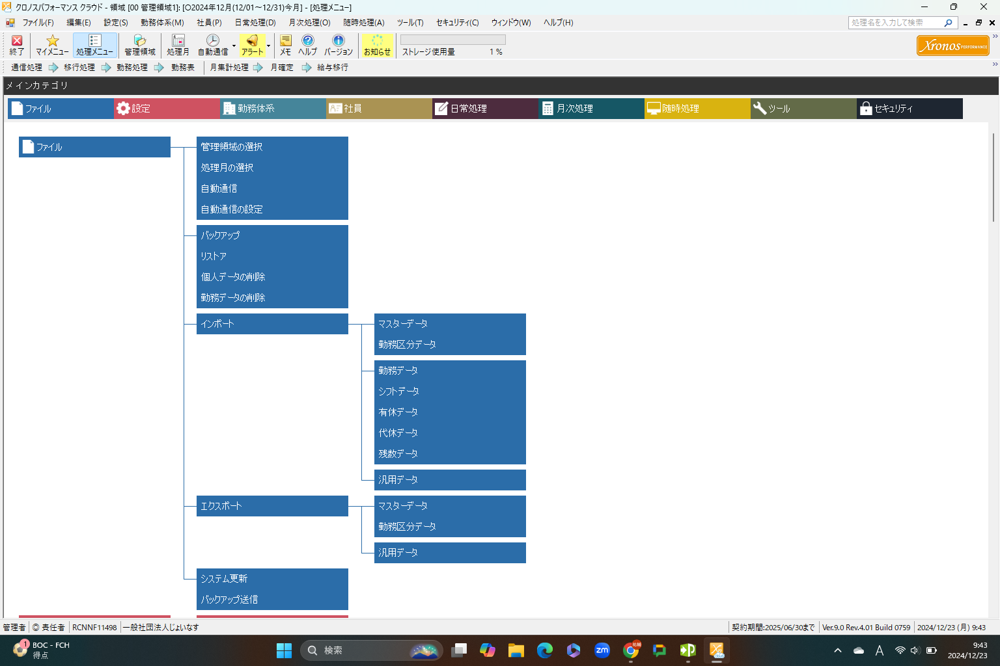 クロノスパフォーマンス クラウド - 領域 [00 管理領域1]: [○2024年12月(12/01～12/31)今月] - [処理メニュー]
ファイル(F) 編集(E) 設定(S) 勤務体系(M) 社員(P) 日常処理(D) 月次処理(O) 随時処理(A) ツール(T) セキュリティ(C) ウィンドウ(W) ヘルプ(H) 処理名を入力して検索
終了 マイメニュー 処理メニュー 管理領域 処理月 自動通信 アラート メモ ヘルプ バージョン お知らせ ストレージ使用量 1 % Xronos PERFORMANCE
通信処理 移行処理 勤務処理 勤務表 月集計処理 月確定 給与移行
メインカテゴリ
ファイル 設定 勤務体系 社員 日常処理 月次処理 随時処理 ツール セキュリティ
ファイル 管理領域の選択
処理月の選択
自動通信
自動通信の設定
バックアップ
リストア
個人データの削除
勤務データの削除
インポート マスターデータ
勤務区分データ
勤務データ
シフトデータ
有休データ
代休データ
残数データ
汎用データ
エクスポート マスターデータ
勤務区分データ
汎用データ
システム更新
バックアップ送信
管理者 ◎ 責任者 RCNNF11498 一般社団法人じょいなす 契約期間:2025/06/30まで Ver.9.0 Rev.4.01 Build 0759 2024/12/23 (月) 9:43
1 BOC - FCH
得点
検索 zm 祐輔 A 9:43
2024/12/23